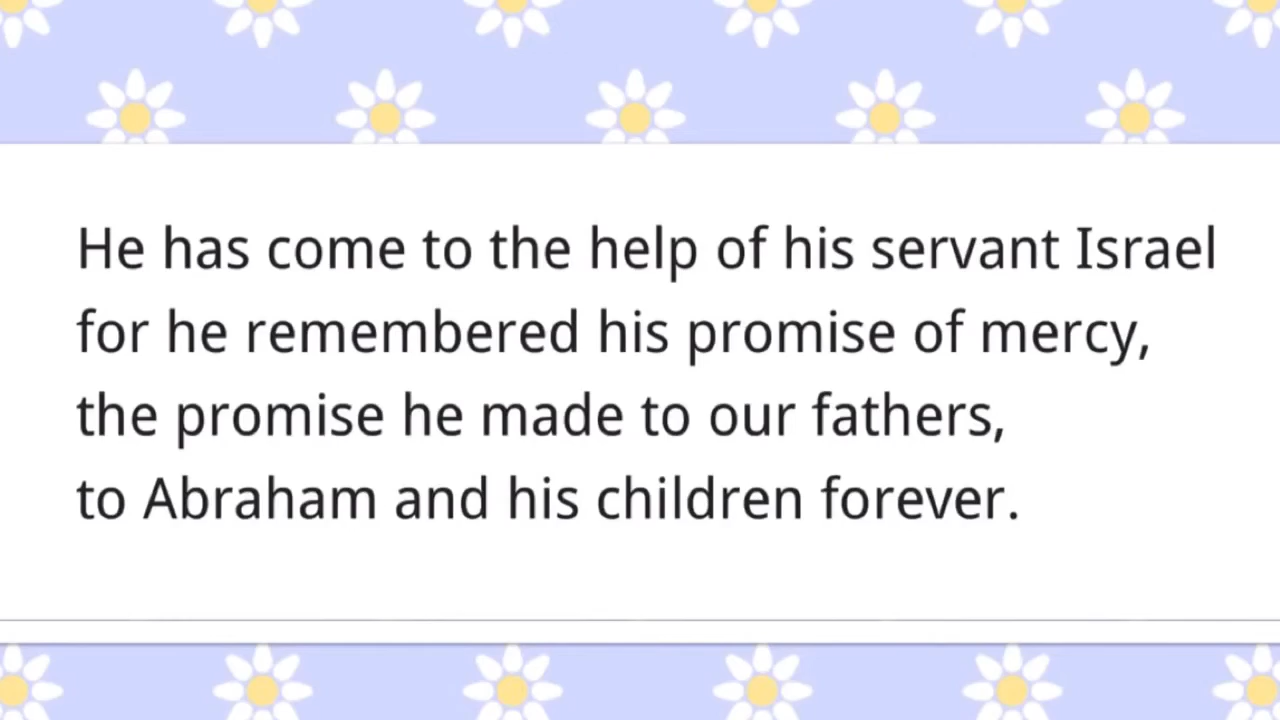 He has come to the help of his servant Israel
for he remembered his promise of mercy,
the promise he made to our fathers,
to Abraham and his children forever.